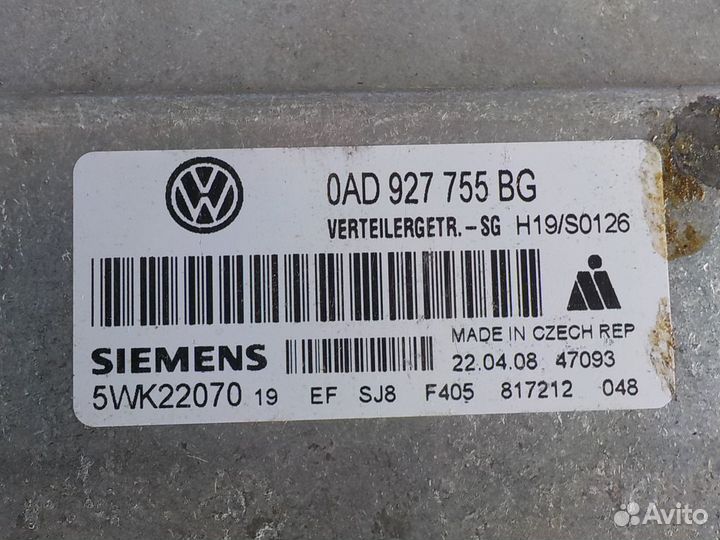 0AD 927 755 BG
VERTEILERGETR.-SG H19/S0126
MADE IN CZECH REP
SIEMENS 22.04.08 47093
5WK22070 19 EF SJ8 F405 817212 048
Avito